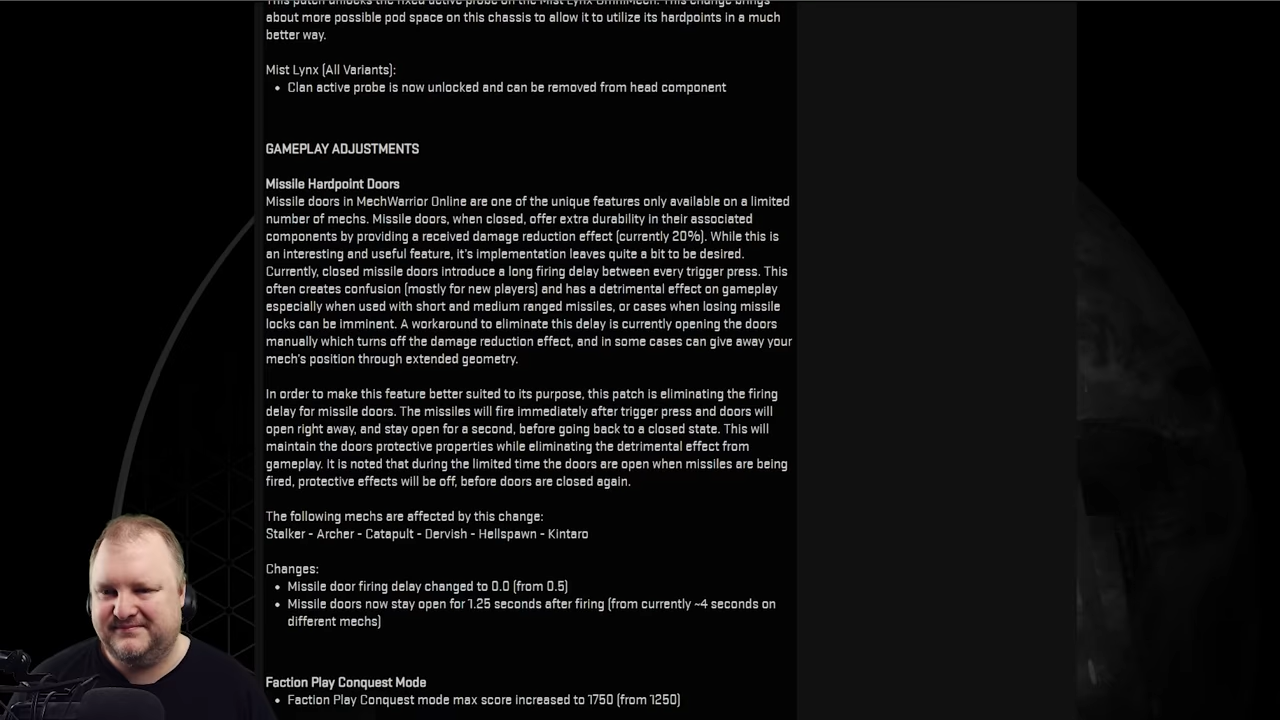 This patch unlocks the fixed active probe on the Mist Lynx OmniMech. This change brings
about more possible pod space on this chassis to allow it to utilize its hardpoints in a much
better way.
Mist Lynx (All Variants):
• Clan active probe is now unlocked and can be removed from head component
GAMEPLAY ADJUSTMENTS
Missile Hardpoint Doors
Missile doors in MechWarrior Online are one of the unique features only available on a limited
number of mechs. Missile doors, when closed, offer extra durability in their associated
components by providing a received damage reduction effect (currently 20%). While this is
an interesting and useful feature, it's implementation leaves quite a bit to be desired.
Currently, closed missile doors introduce a long firing delay between every trigger press. This
often creates confusion (mostly for new players) and has a detrimental effect on gameplay
especially when used with short and medium ranged missiles, or cases when losing missile
locks can be imminent. A workaround to eliminate this delay is currently opening the doors
manually which turns off the damage reduction effect, and in some cases can give away your
mech's position through extended geometry.
In order to make this feature better suited to its purpose, this patch is eliminating the firing
delay for missile doors. The missiles will fire immediately after trigger press and doors will
open right away, and stay open for a second, before going back to a closed state. This will
maintain the doors protective properties while eliminating the detrimental effect from
gameplay. It is noted that during the limited time the doors are open when missiles are being
fired, protective effects will be off, before doors are closed again.
The following mechs are affected by this change:
Stalker - Archer - Catapult - Dervish - Hellspawn - Kintaro
Changes:
• Missile door firing delay changed to 0.0 (from 0.5)
• Missile doors now stay open for 1.25 seconds after firing (from currently ~4 seconds on
different mechs)
Faction Play Conquest Mode
• Faction Play Conquest mode max score increased to 1750 (from 1250)